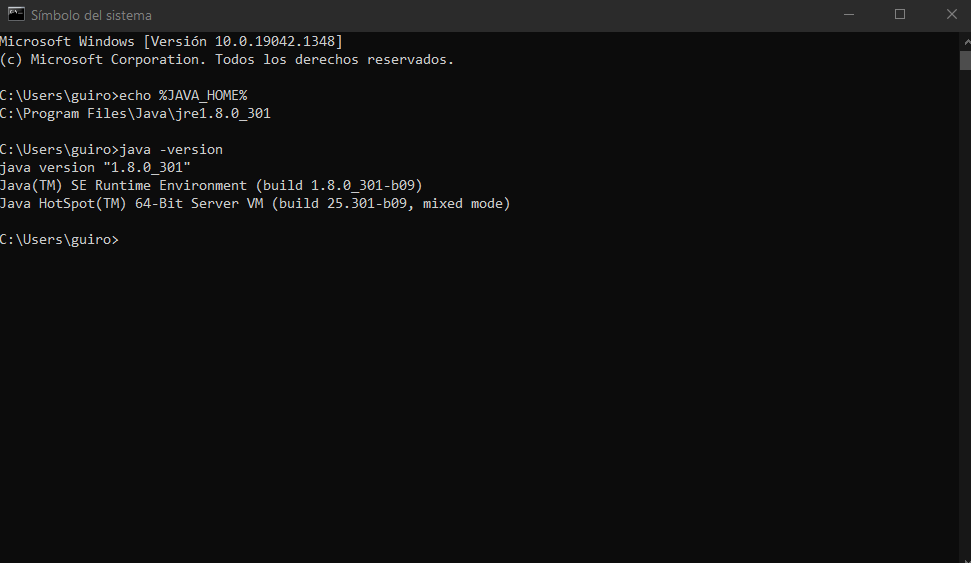 Símbolo del sistema
Microsoft Windows [Versión 10.0.19042.1348]
(c) Microsoft Corporation. Todos los derechos reservados.
C:\Users\guiro>echo %JAVA_HOME%
C:\Program Files\Java\jre1.8.0_301
C:\Users\guiro>java -version
java version "1.8.0_301"
Java(TM) SE Runtime Environment (build 1.8.0_301-b09)
Java HotSpot(TM) 64-Bit Server VM (build 25.301-b09, mixed mode)
C:\Users\guiro>